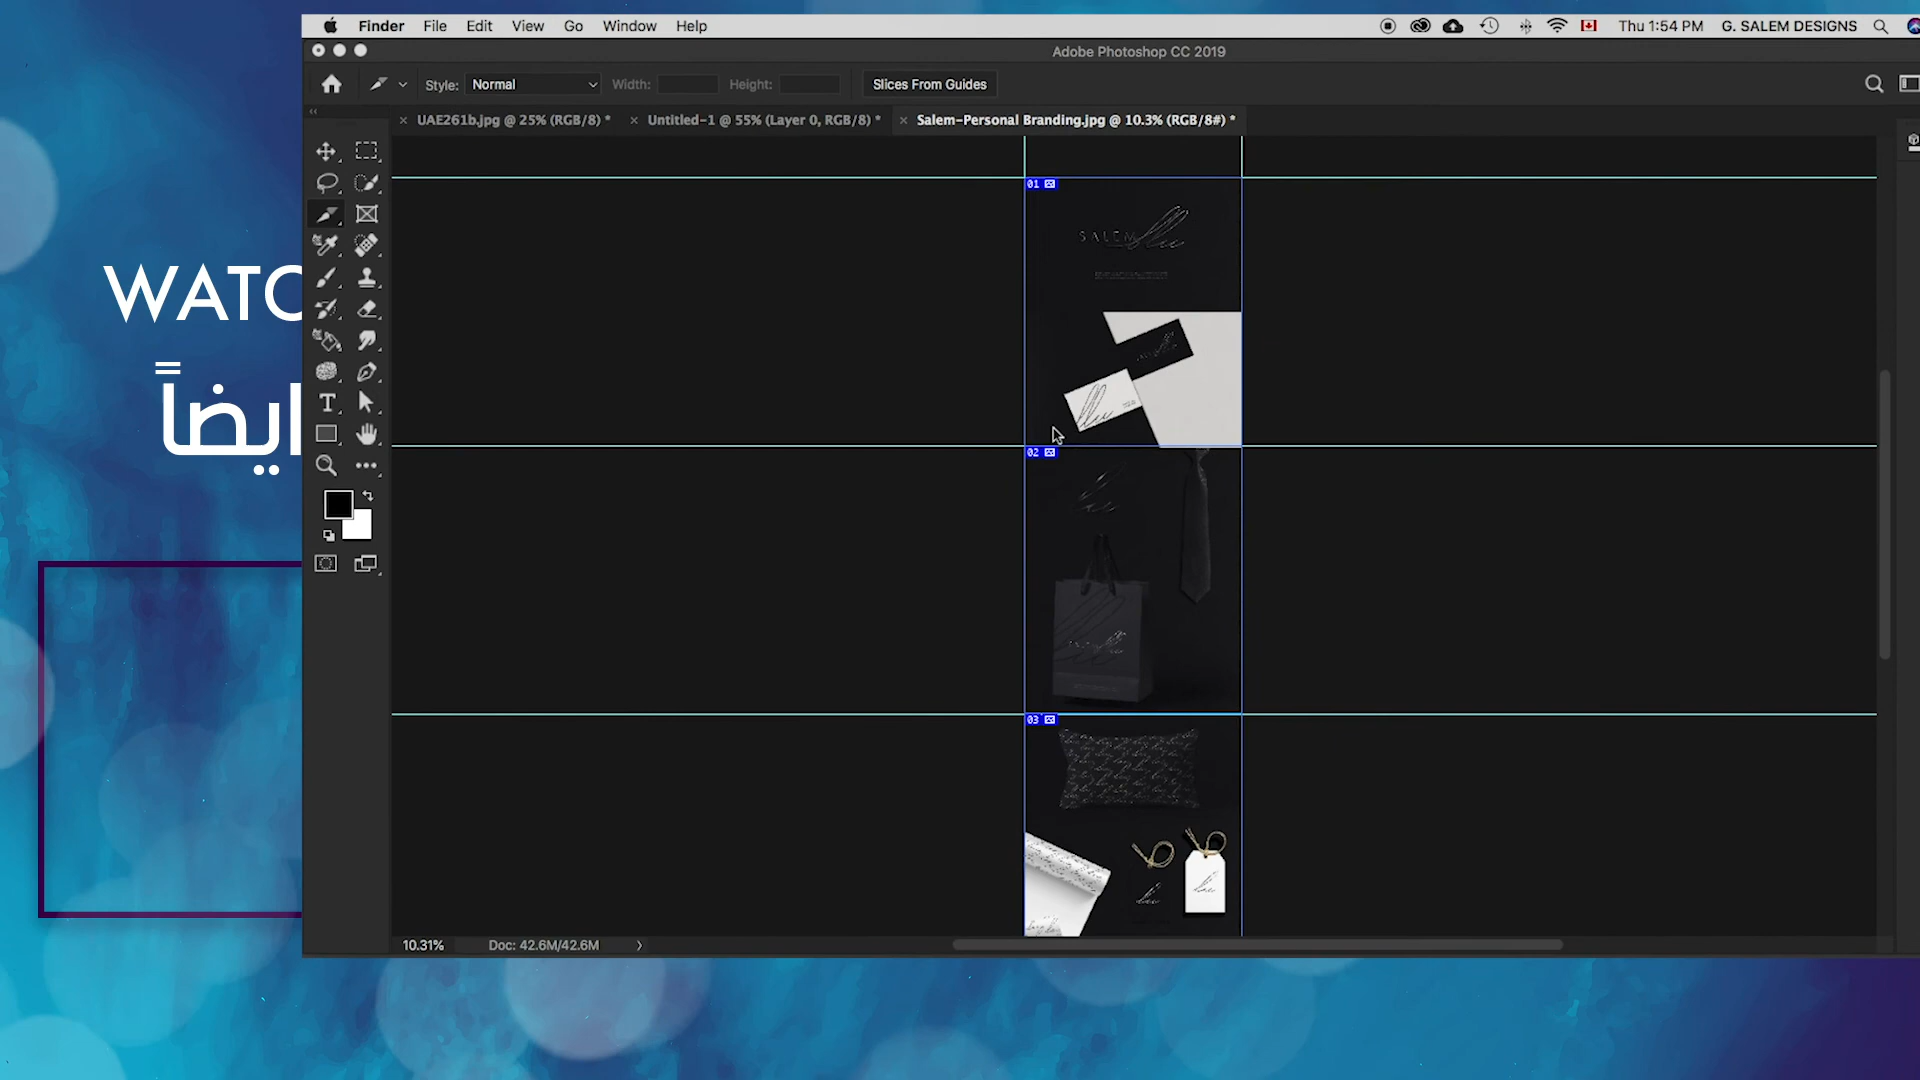 Finder File Edit View Go Window Help Thu 1:54 PM G. SALEM DESIGNS
Adobe Photoshop CC 2019
Style: Normal Width: Height: Slices From Guides
UAE261b.jpg @ 25% (RGB/8) * Untitled-1 @ 55% (Layer 0, RGB/8) * Salem-Personal Branding.jpg @ 10.3% (RGB/8#) *
01
SALEM
WATC
ايضاً
02
03
10.31% Doc: 42.6M/42.6M